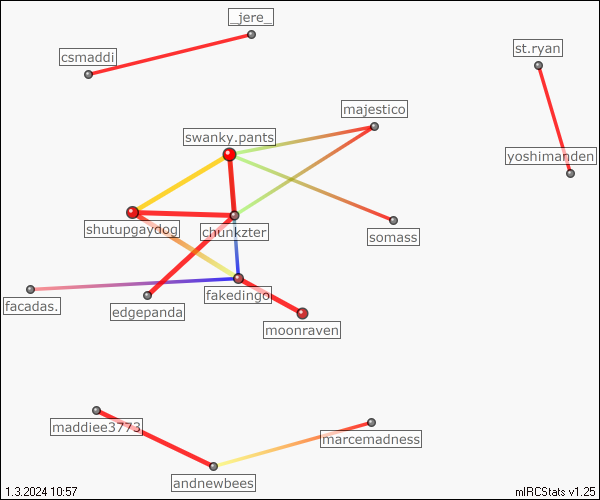 _jere_
csmaddi
st.ryan
majestico
swanky.pants
yoshimanden
shutupgaydog
chunkzter
somass
facadas.
fakedingo
edgepanda
moonraven
maddiee3773
marcemadness
andnewbees
1.3.2024 10:57
mIRCStats v1.25